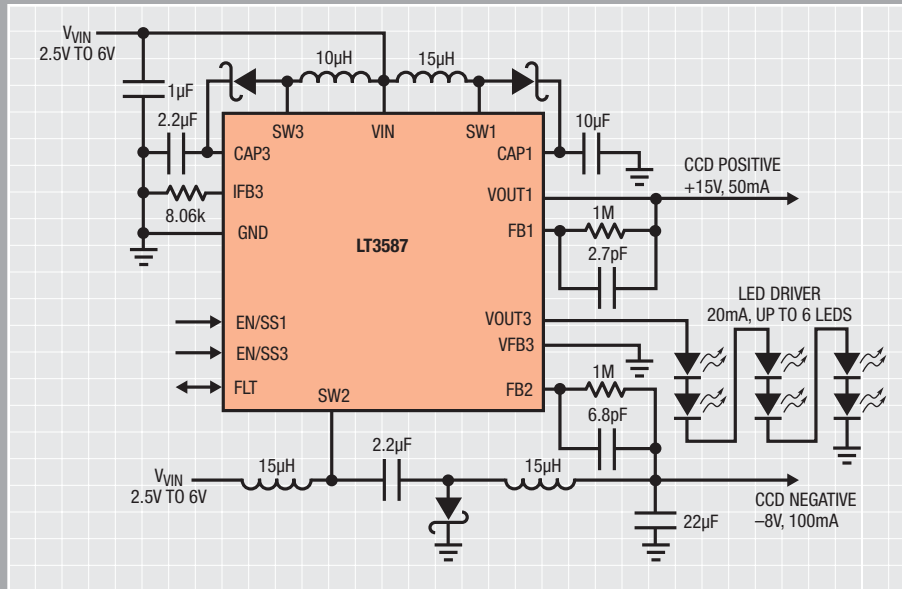 VVIN
2.5V TO 6V
10µH
15µH
1µF
2.2µF
SW3
VIN
SW1
10µF
CAP3
CAP1
CCD POSITIVE
+15V, 50mA
IFB3
VOUT1
8.06k
1M
GND
FB1
LT3587
2.7pF
LED DRIVER
20mA, UP TO 6 LEDS
EN/SS1
VOUT3
EN/SS3
VFB3
FLT
1M
SW2
FB2
6.8pF
VVIN
2.5V TO 6V
15µH
2.2µF
15µH
22µF
CCD NEGATIVE
–8V, 100mA